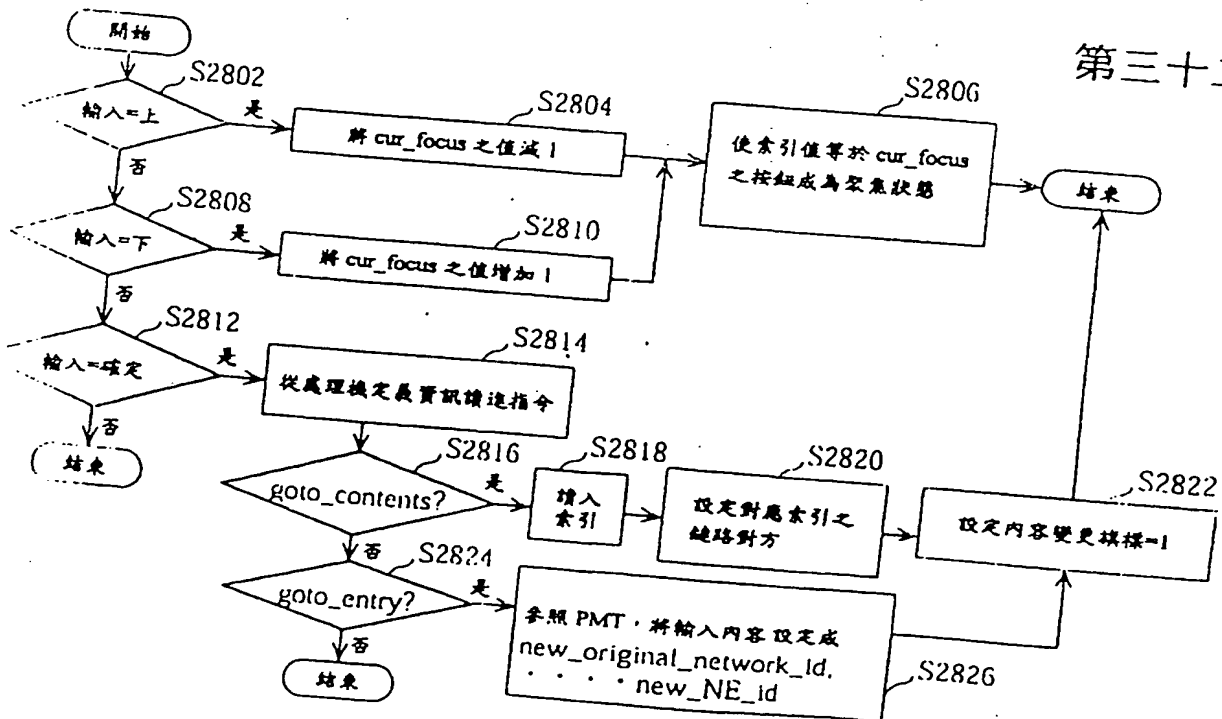 第三十
開始
S2802
輸入=上
是
否
S2804
將 cur_focus 之值減 1
S2806
使索引值等於 cur_focus
之按鈕成為聚焦狀態
結束
S2808
輸入=下
是
否
S2810
將 cur_focus 之值增加 1
S2812
輸入=確定
是
否
結束
S2814
從處理機定義資訊讀進指令
S2816
goto_contents?
是
否
S2818
讀入
索引
S2820
設定對應索引之
鏈路對方
S2822
設定內容變更旗標=1
S2824
goto_entry?
是
否
結束
參照 PMT,將輸入內容設定成
new_original_network_id,
・・・・new_NE_id
S2826